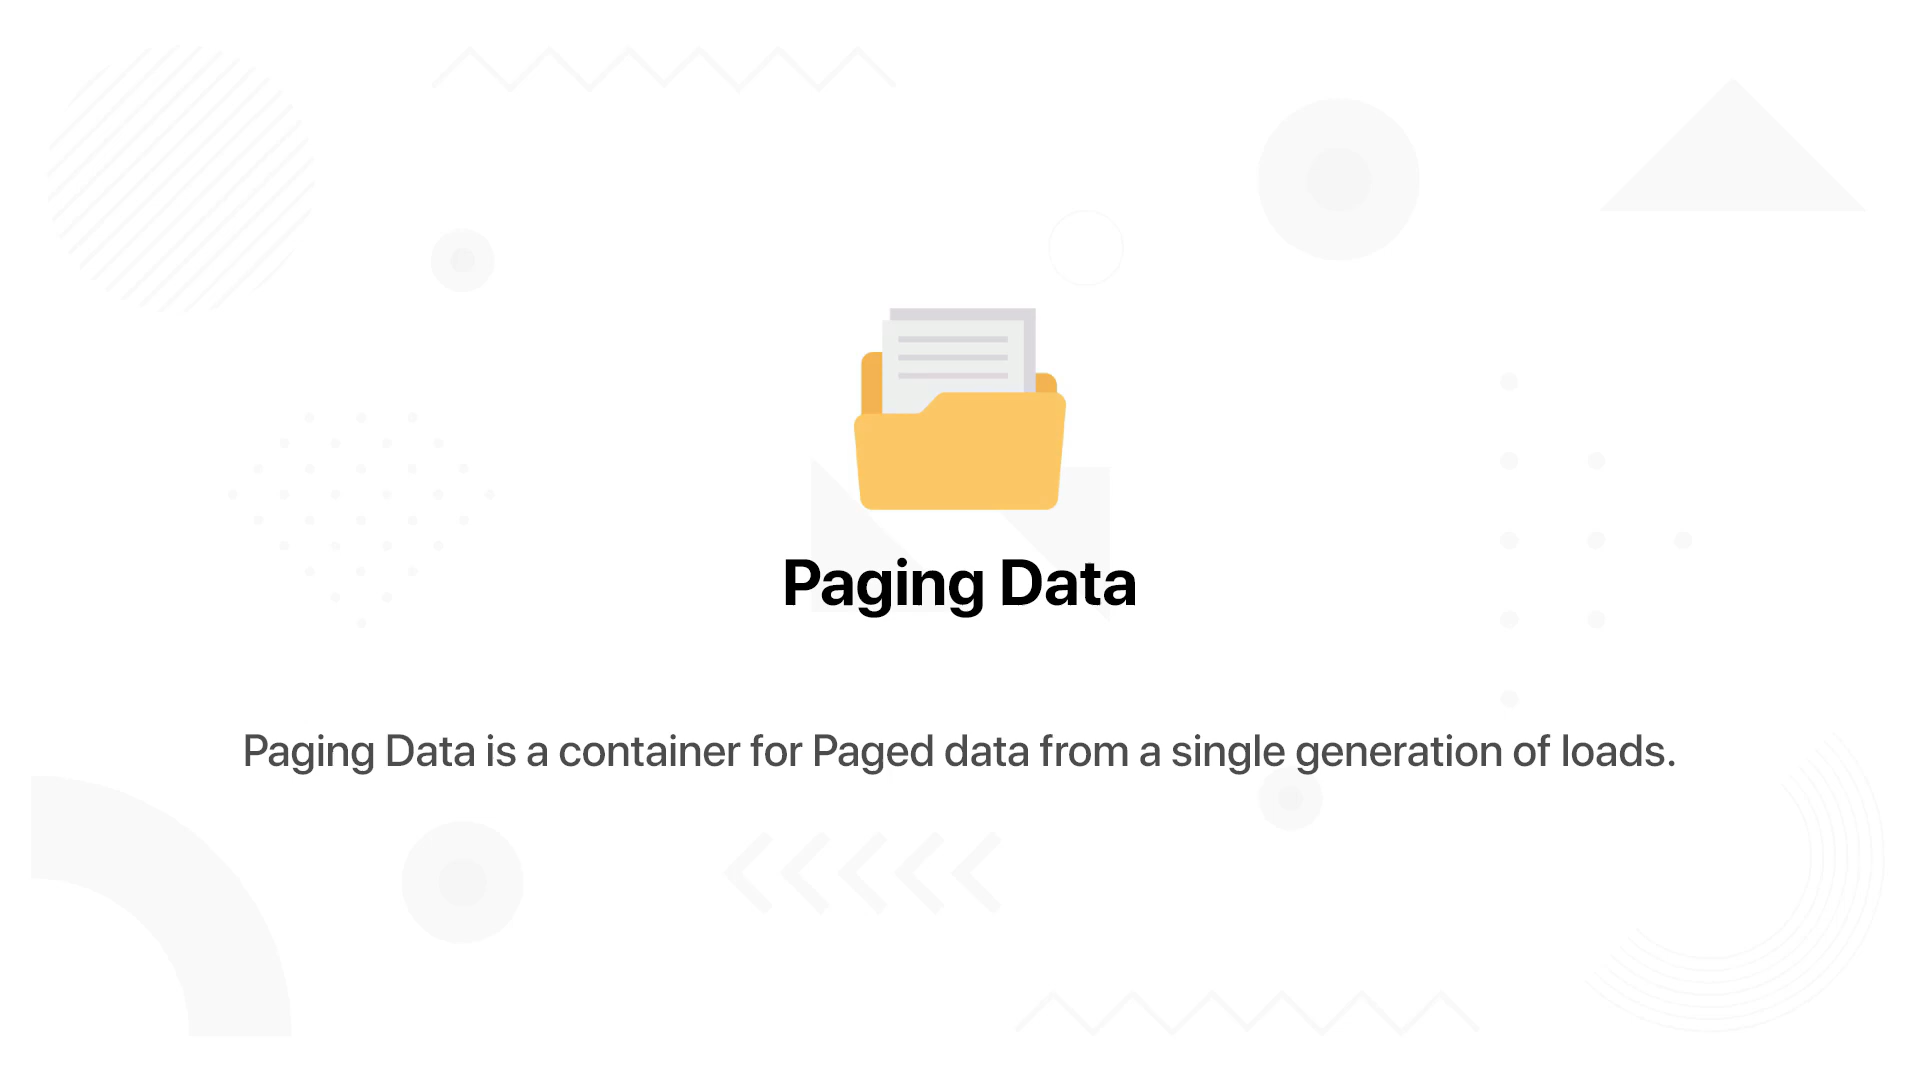 Paging Data
Paging Data is a container for Paged data from a single generation of loads.